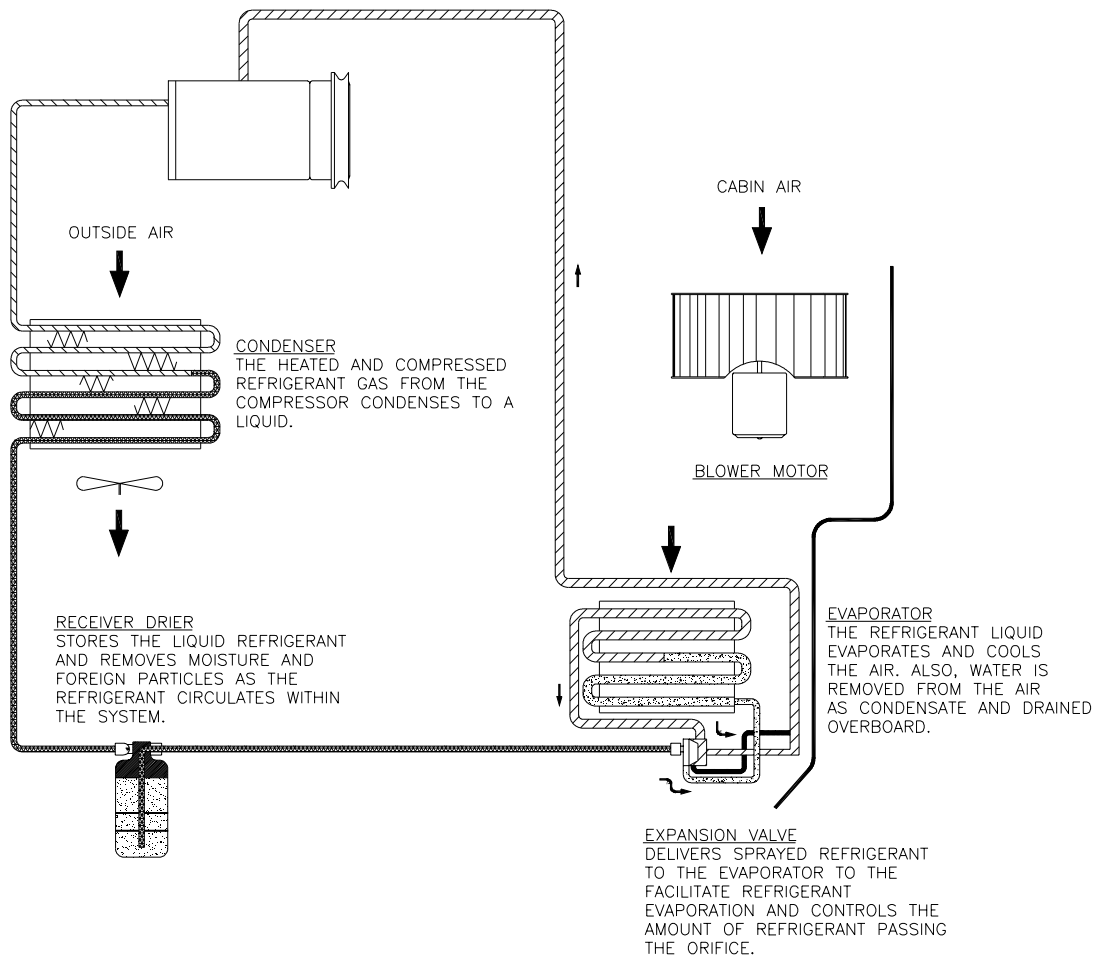 CABIN AIR
OUTSIDE AIR
CONDENSER
THE HEATED AND COMPRESSED
REFRIGERANT GAS FROM THE
COMPRESSOR CONDENSES TO A
LIQUID.
BLOWER MOTOR
RECEIVER DRIER
STORES THE LIQUID REFRIGERANT
AND REMOVES MOISTURE AND
FOREIGN PARTICLES AS THE
REFRIGERANT CIRCULATES WITHIN
THE SYSTEM.
EVAPORATOR
THE REFRIGERANT LIQUID
EVAPORATES AND COOLS
THE AIR. ALSO, WATER IS
REMOVED FROM THE AIR
AS CONDENSATE AND DRAINED
OVERBOARD.
EXPANSION VALVE
DELIVERS SPRAYED REFRIGERANT
TO THE EVAPORATOR TO THE
FACILITATE REFRIGERANT
EVAPORATION AND CONTROLS THE
AMOUNT OF REFRIGERANT PASSING
THE ORIFICE.